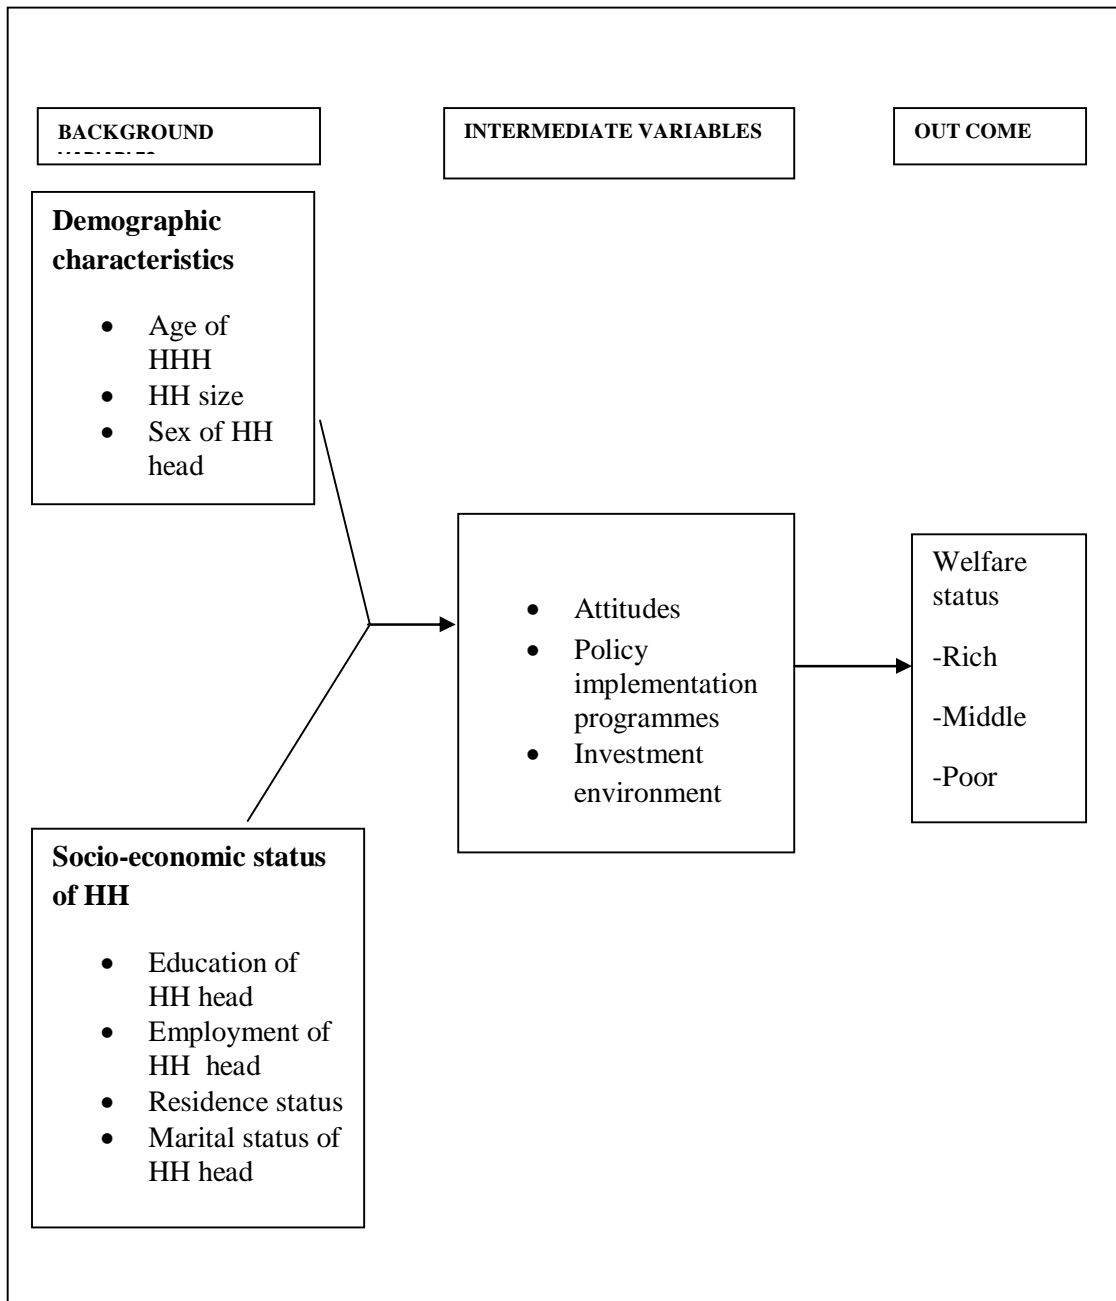 BACKGROUND
INTERMEDIATE VARIABLES
OUT COME
Demographic
characteristics
• Age of
HHH
• HH size
• Sex of HH
head
• Attitudes
• Policy
implementation
programmes
• Investment
environment
Welfare
status
-Rich
-Middle
-Poor
Socio-economic status
of HH
• Education of
HH head
• Employment of
HH head
• Residence status
• Marital status of
HH head